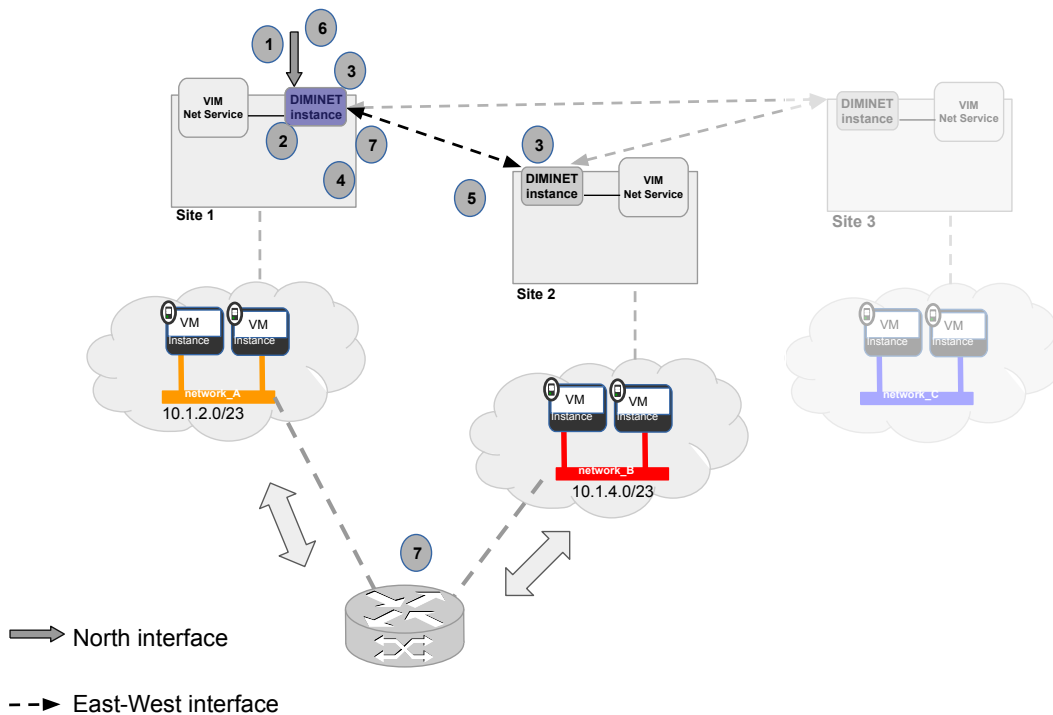 6
1
3
VIM
Net Service
DIMINET
instance
2
7
4
Site 1
3
DIMINET
instance
VIM
Net Service
5
Site 2
DIMINET
instance
VIM
Net Service
Site 3
VM
Instance
VM
Instance
network_A
10.1.2.0/23
VM
Instance
VM
Instance
network_B
10.1.4.0/23
VM
Instance
VM
Instance
network_C
7
North interface
East-West interface